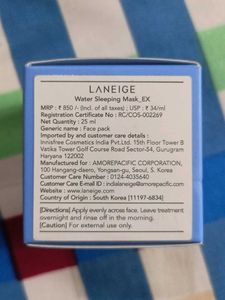 LANEIGE
Water Sleeping Mask_EX
MRP : ₹ 850 /- (Incl. of all taxes) ; USP : ₹ 34/ml
Registration Certificate No : RC/COS-002269
Net Quantity : 25 ml
Generic name : Face pack
Imported by and customer care details :
Innisfree Cosmetics India Pvt.Ltd. 15th Floor Tower B
Vatika Tower Golf Course Road Sector-54, Gurugram
Haryana 122002
Manufactured for : AMOREPACIFIC CORPORATION,
100 Hangang-daero, Yongsan-gu, Seoul, S. Korea
Customer Care Number : 0124-4035640
Customer Care E-mail ID : indialaneige@amorepacific.com
Website : www.laneige.com
Country of Origin : South Korea [11197-6834]
[Directions] Apply evenly across face. Leave treatment
overnight and rinse off in the morning.
[Caution] For external use only.